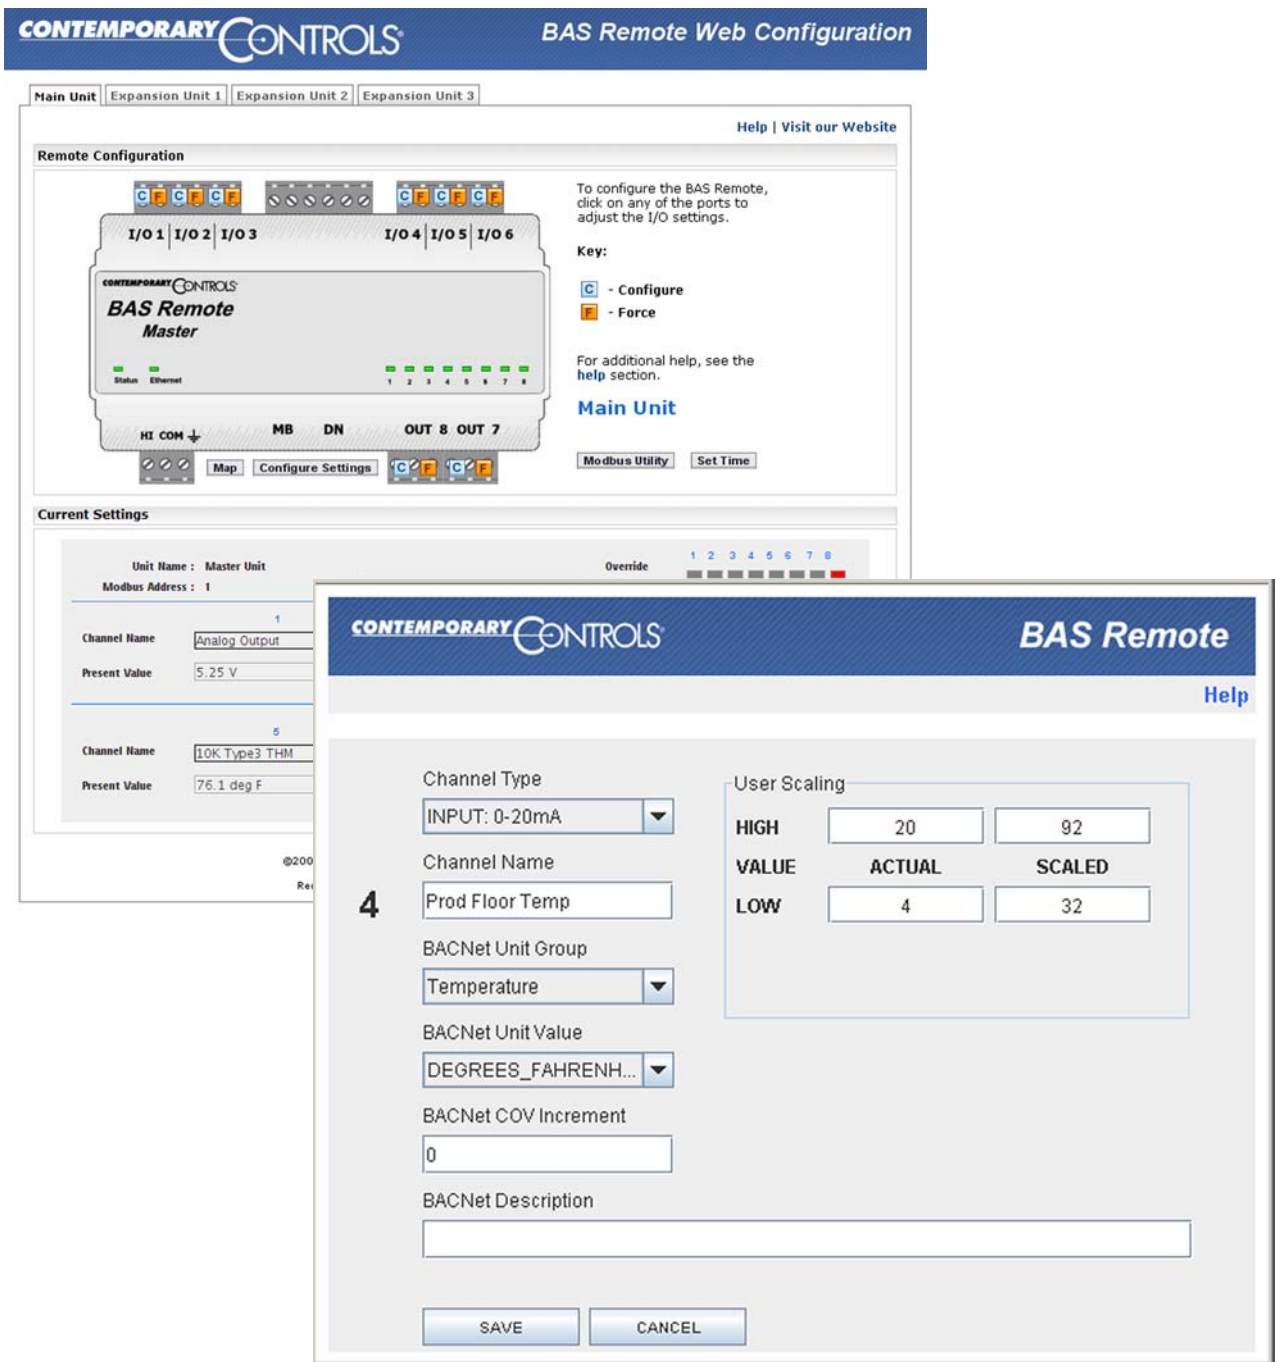 CONTEMPORARY CONTROLS BAS Remote Web Configuration
Main Unit Expansion Unit 1 Expansion Unit 2 Expansion Unit 3
Help | Visit our Website
Remote Configuration
C F C F C F C F C F C F
I/O 1 I/O 2 I/O 3 I/O 4 I/O 5 I/O 6
CONTEMPORARY CONTROLS
BAS Remote
Master
Status Ethernet 1 2 3 4 5 6 7 8
HI COM MB DN OUT 8 OUT 7
Map Configure Settings C F C F
To configure the BAS Remote,
click on any of the ports to
adjust the I/O settings.
Key:
C - Configure
F - Force
For additional help, see the
help section.
Main Unit
Modbus Utility Set Time
Current Settings
Unit Name : Master Unit Override 1 2 3 4 5 6 7 8
Modbus Address : 1
1
Channel Name Analog Output
Present Value 5.25 V
5
Channel Name 10K Type3 THM
Present Value 76.1 deg F
CONTEMPORARY CONTROLS BAS Remote
Help
4
Channel Type
INPUT: 0-20mA
Channel Name
Prod Floor Temp
BACNet Unit Group
Temperature
BACNet Unit Value
DEGREES_FAHRENH...
BACNet COV Increment
0
BACNet Description
User Scaling
HIGH 20 92
VALUE ACTUAL SCALED
LOW 4 32
SAVE CANCEL